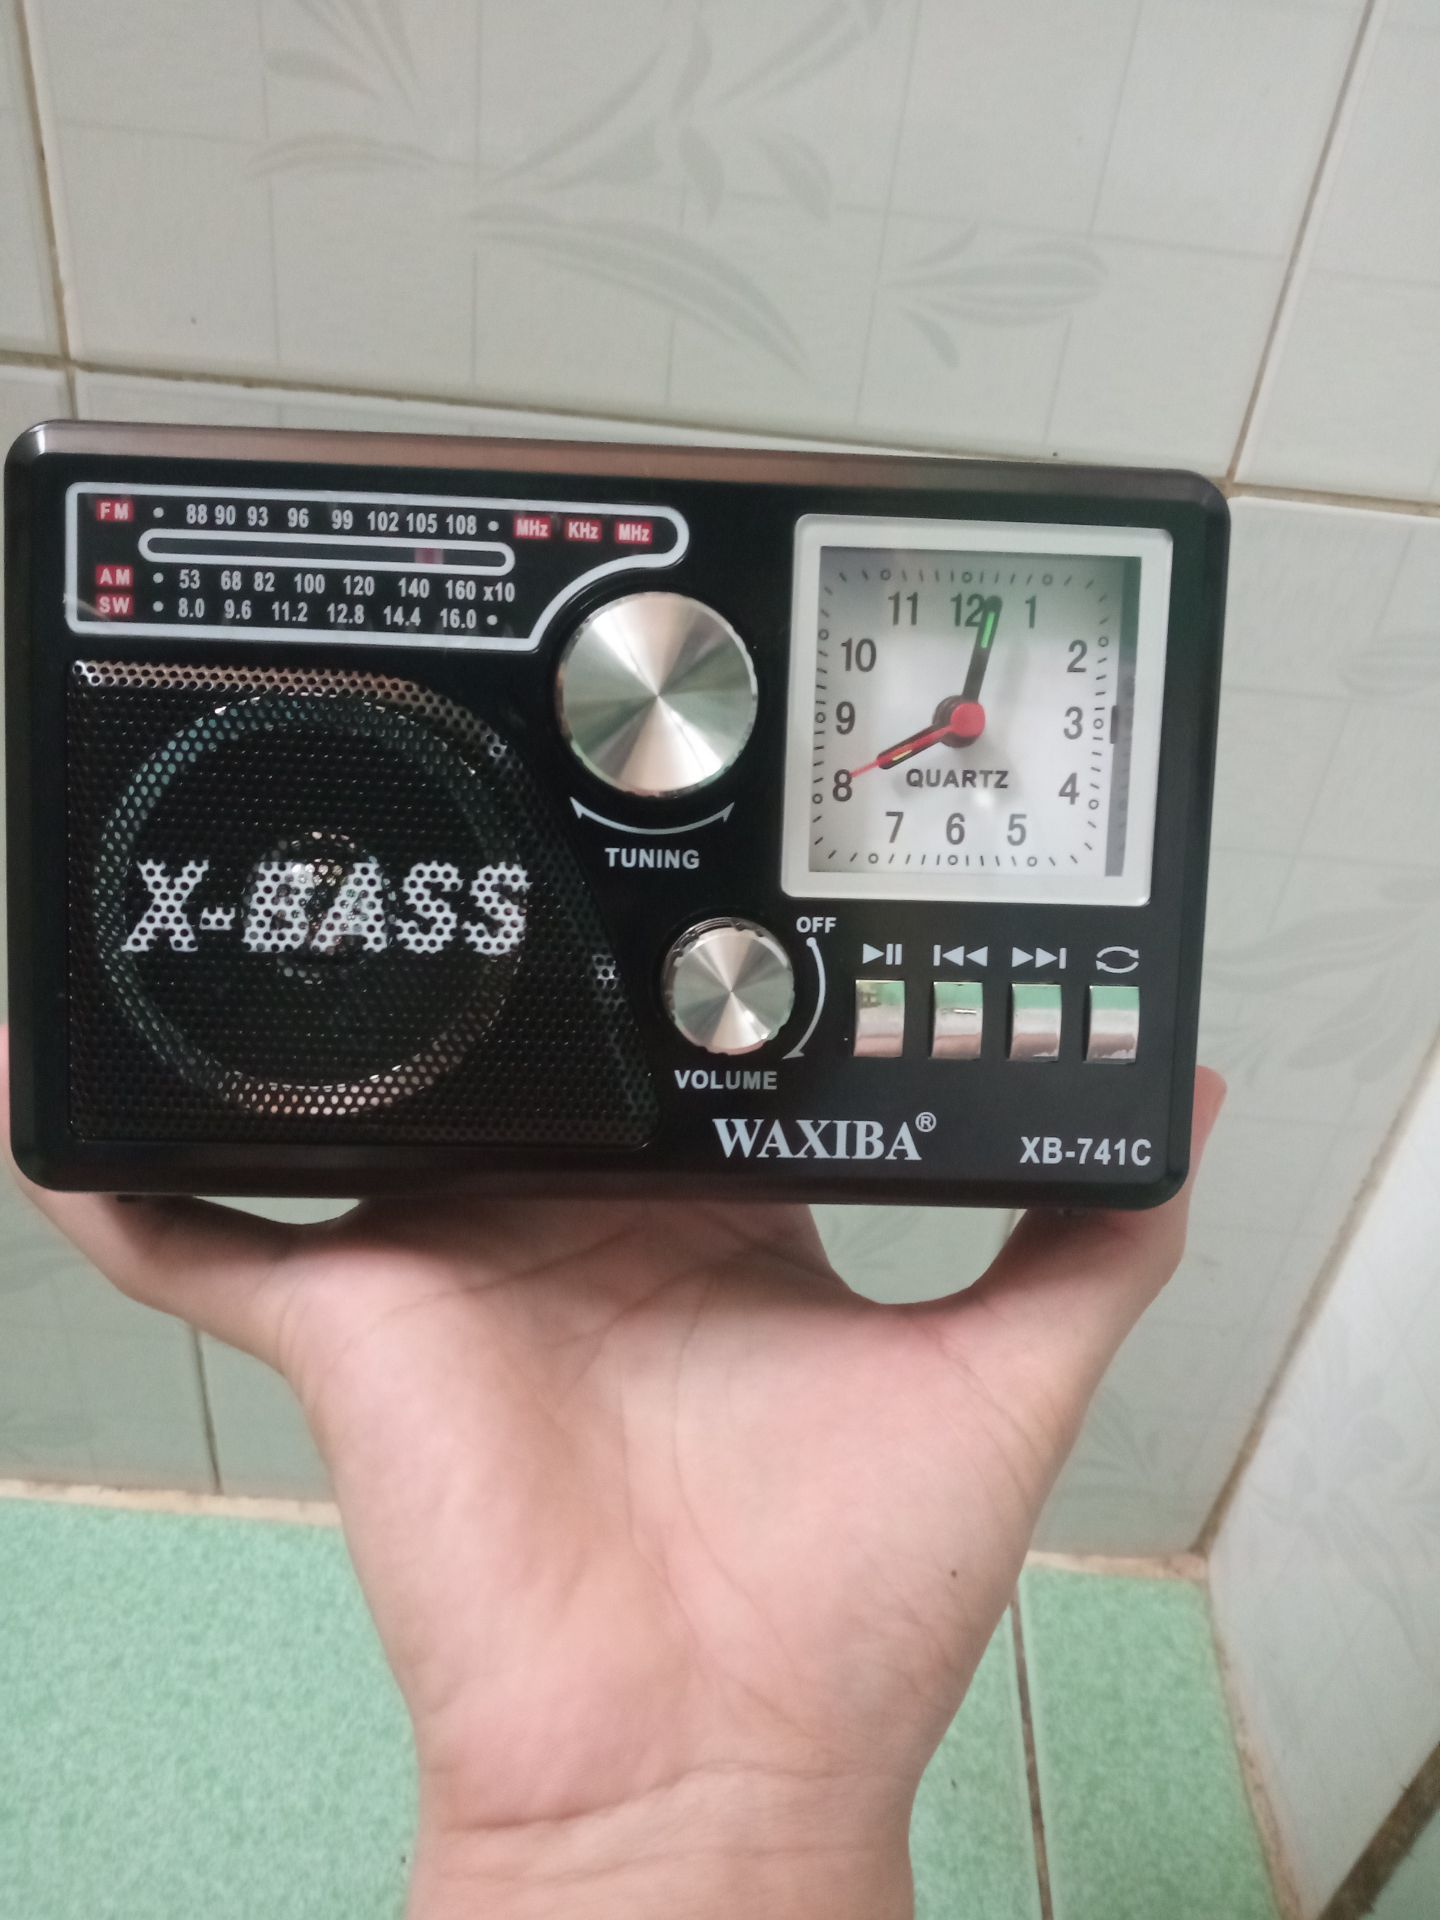 FM • 88 90 93 96 99 102 105 108 • MHz KHz MHz
AM • 53 68 82 100 120 140 160 x10
SW • 8.0 9.6 11.2 12.8 14.4 16.0 •
X-BASS
TUNING
11 12 1
10 2
9 3
8 4
7 6 5
QUARTZ
OFF
VOLUME
WAXIBA®
XB-741C